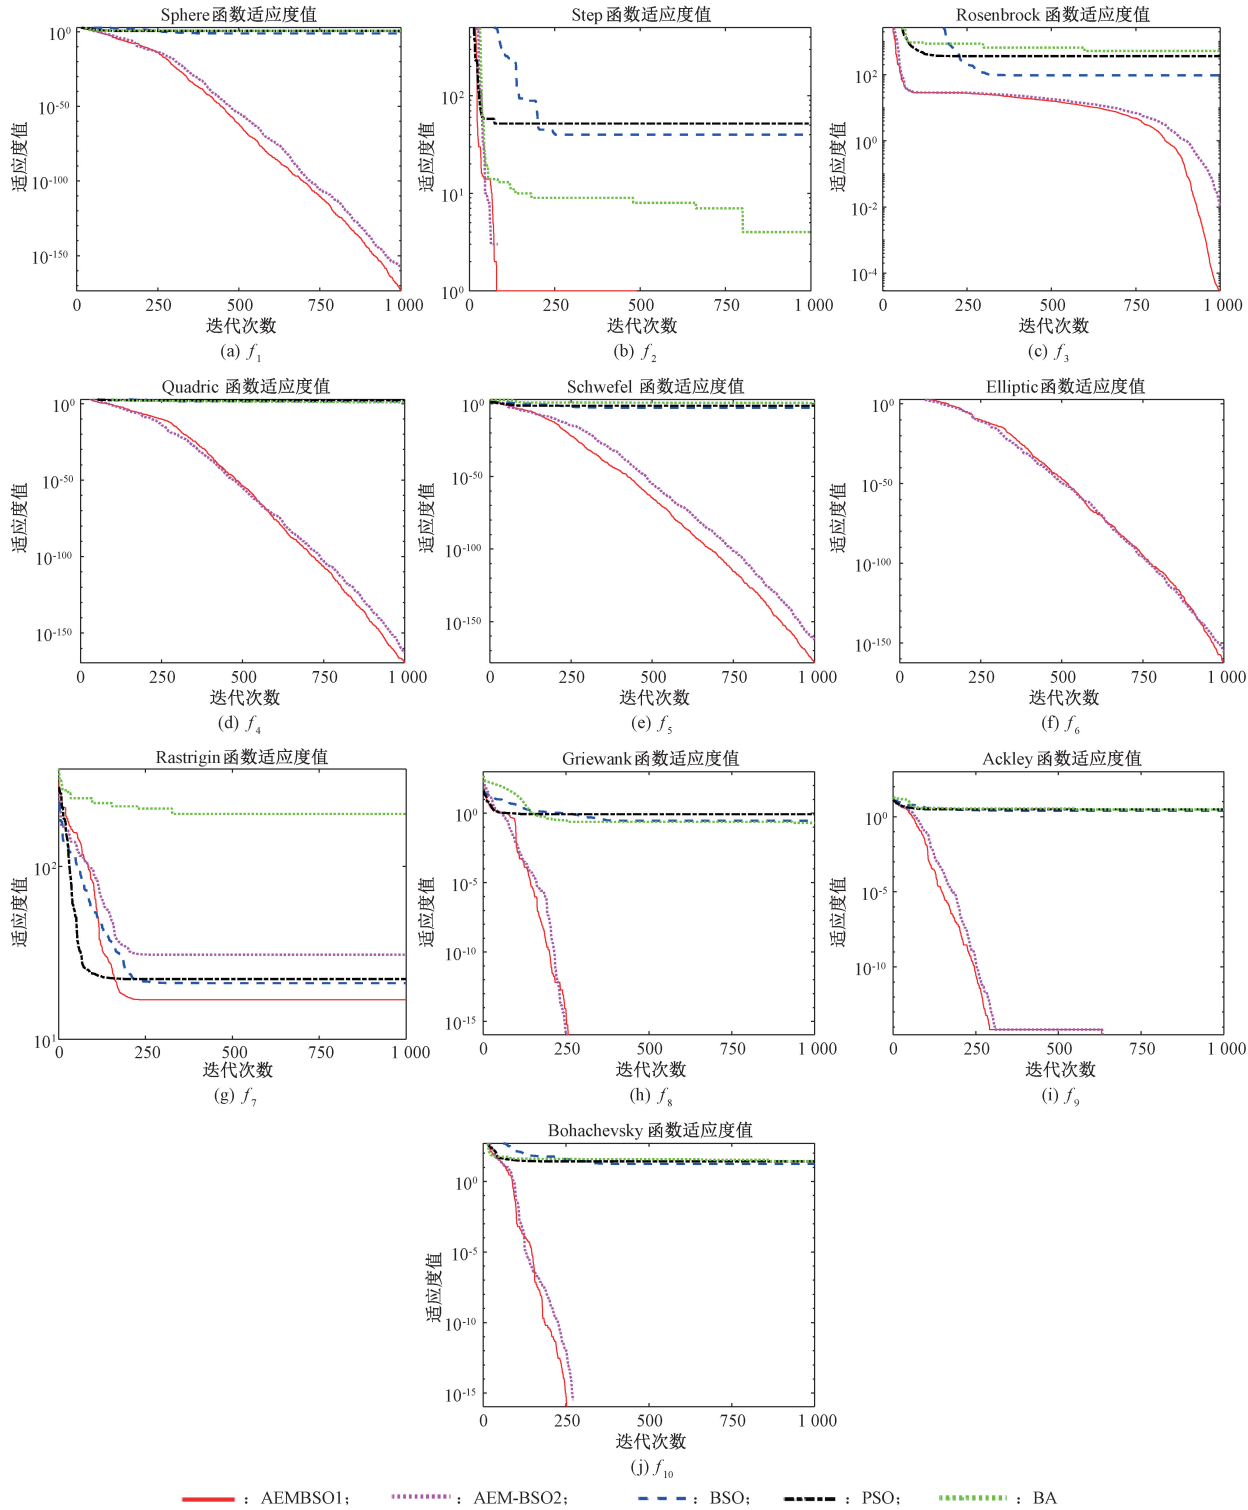 Sphere函数适应度值
10^0
10^-50
10^-100
10^-150
适应度值
0 250 500 750 1 000
迭代次数
(a) f_1
Step函数适应度值
10^2
10^1
10^0
适应度值
0 250 500 750 1 000
迭代次数
(b) f_2
Rosenbrock 函数适应度值
10^2
10^0
10^-2
10^-4
适应度值
0 250 500 750 1 000
迭代次数
(c) f_3
Quadric 函数适应度值
10^0
10^-50
10^-100
10^-150
适应度值
0 250 500 750 1 000
迭代次数
(d) f_4
Schwefel 函数适应度值
10^0
10^-50
10^-100
10^-150
适应度值
0 250 500 750 1 000
迭代次数
(e) f_5
Elliptic函数适应度值
10^0
10^-50
10^-100
10^-150
适应度值
0 250 500 750 1 000
迭代次数
(f) f_6
Rastrigin函数适应度值
10^2
10^1
适应度值
0 250 500 750 1 000
迭代次数
(g) f_7
Griewank函数适应度值
10^0
10^-5
10^-10
10^-15
适应度值
0 250 500 750 1 000
迭代次数
(h) f_8
Ackley 函数适应度值
10^0
10^-5
10^-10
适应度值
0 250 500 750 1 000
迭代次数
(i) f_9
Bohachevsky 函数适应度值
10^0
10^-5
10^-10
10^-15
适应度值
0 250 500 750 1 000
迭代次数
(j) f_10
：AEMBSO1； ：AEM-BSO2； ：BSO； ：PSO； ：BA